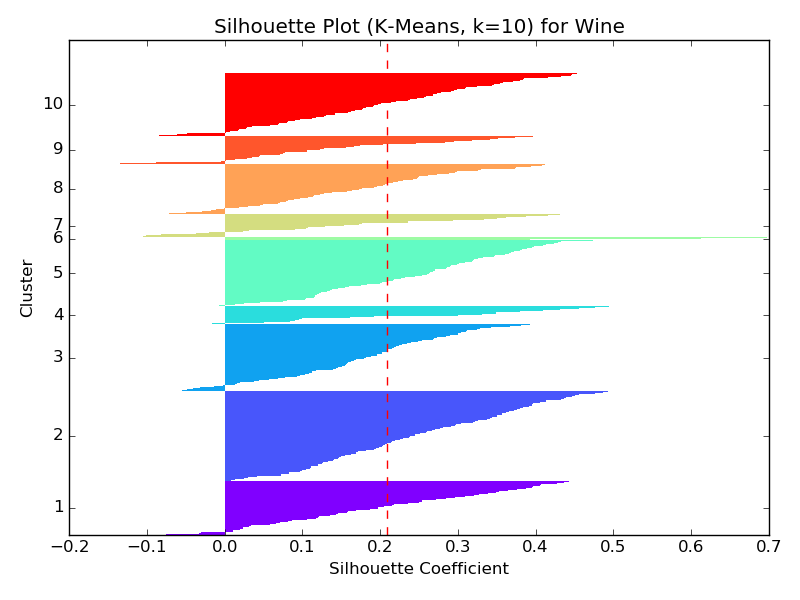 Silhouette Plot (K-Means, k=10) for Wine
Cluster
10
9
8
7
6
5
4
3
2
1
−0.2 −0.1 0.0 0.1 0.2 0.3 0.4 0.5 0.6 0.7
Silhouette Coefficient